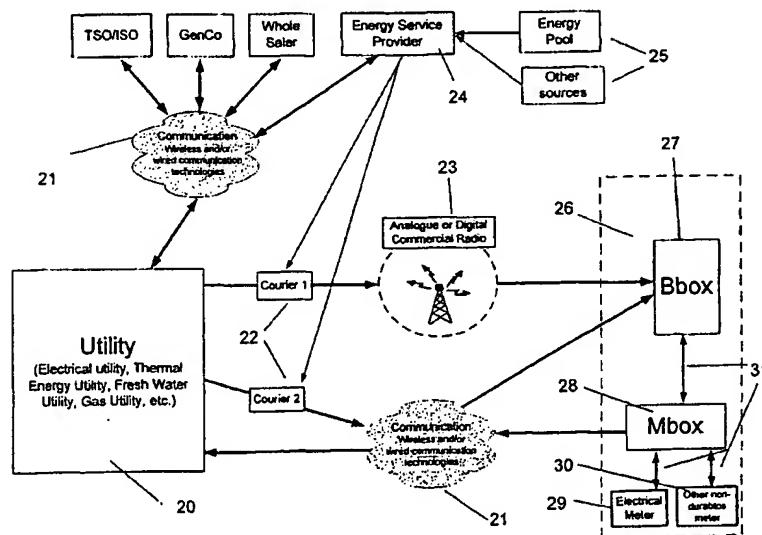 TSO/ISO
GenCo
Whole
Saler
Energy Service
Provider
24
Energy
Pool
Other
sources
25
Communication
Wireless and/or
wired communication
technologies
21
23
Analogue or Digital
Commercial Radio
26
27
Bbox
Utility
(Electrical utility, Thermal
Energy Utility, Fresh Water
Utility, Gas Utility, etc.)
20
Courier 1
22
Courier 2
Communication
Wireless and/or
wired communication
technologies
21
28
Mbox
3
30
29
Electrical
Meter
Other non-
durables
meter